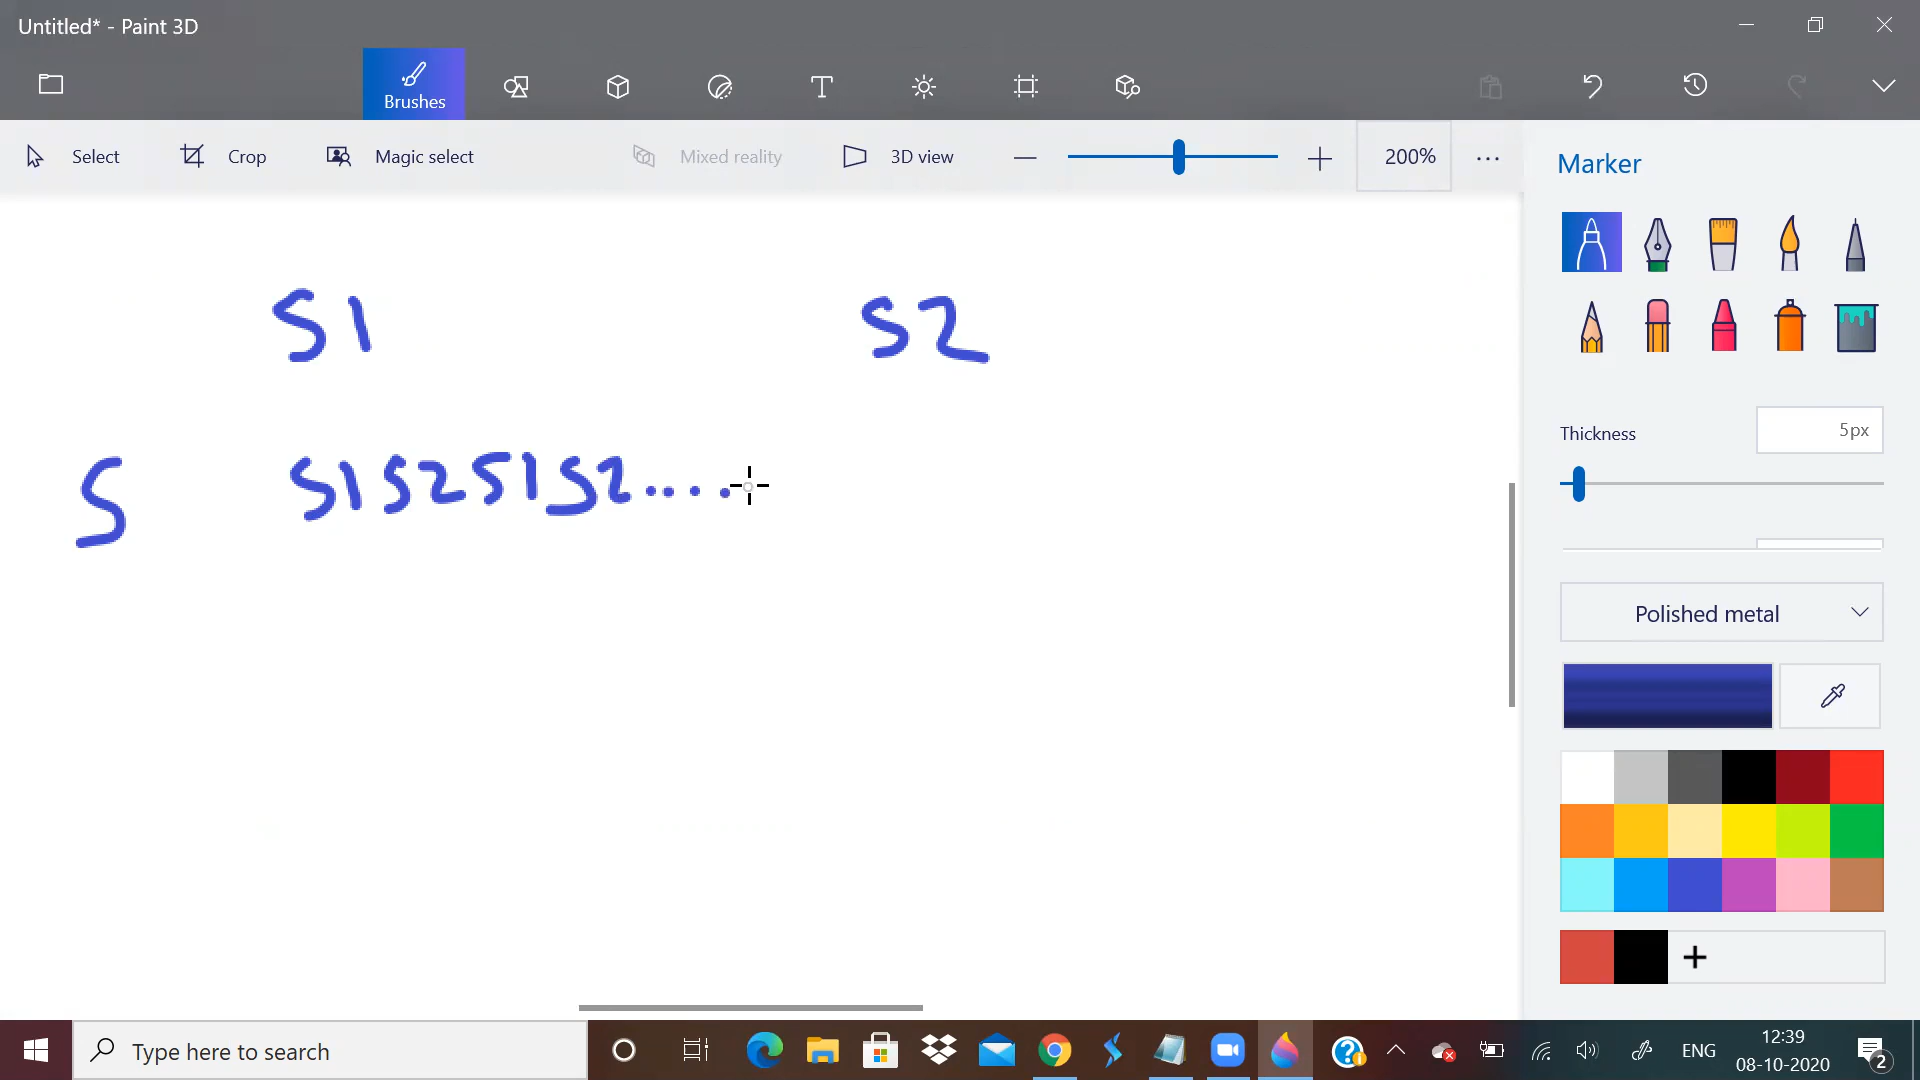 Untitled* - Paint 3D
Brushes
Select Crop Magic select Mixed reality 3D view 200%
Marker
S1 S2
Thickness 5px
S S1S2S1S2.....
Polished metal
Type here to search
ENG
12:39
08-10-2020
2